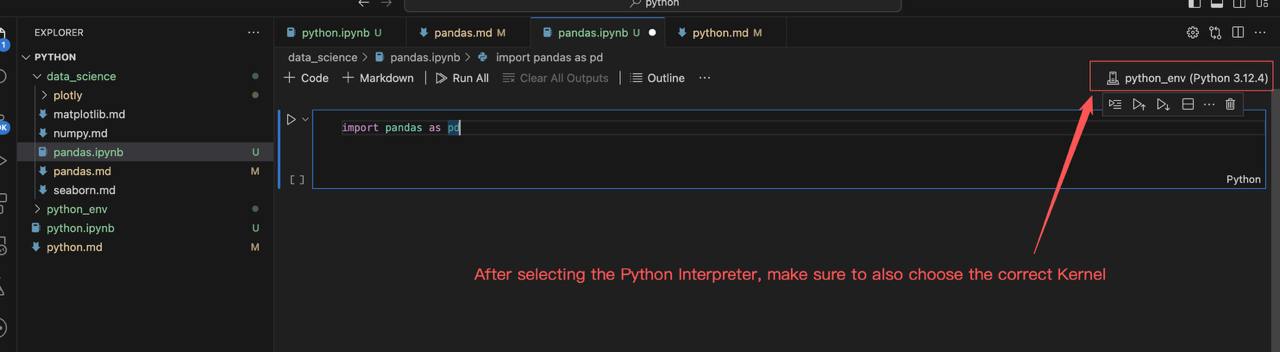 python
EXPLORER
python.ipynb U
pandas.md M
pandas.ipynb U
python.md M
PYTHON
data_science > pandas.ipynb > import pandas as pd
data_science
Code
Markdown
Run All
Clear All Outputs
Outline
python_env (Python 3.12.4)
plotly
matplotlib.md
numpy.md
pandas.ipynb U
pandas.md M
seaborn.md
python_env
python.ipynb U
python.md M
1
import pandas as pd
[ ]
Python
After selecting the Python Interpreter, make sure to also choose the correct Kernel